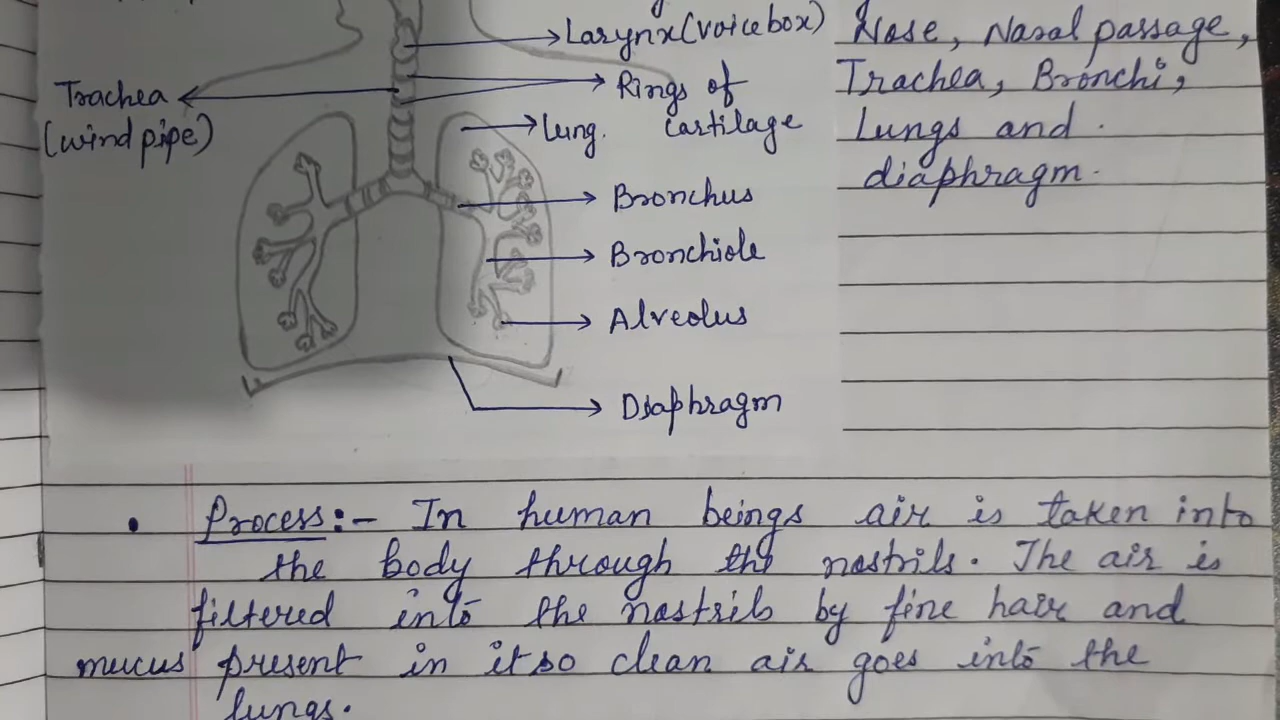 Larynx(voice box)
Rings of
cartilage
Trachea
(wind pipe)
Lung.
Bronchus
Bronchiole
Alveolus
Diaphragm
Nose, Nasal passage,
Trachea, Bronchi,
Lungs and
diaphragm.
• Process:- In human beings air is taken into
the body through the nostrils. The air is
filtered into the nostrils by fine hair and
mucus present in it so clean air goes into the
lungs.